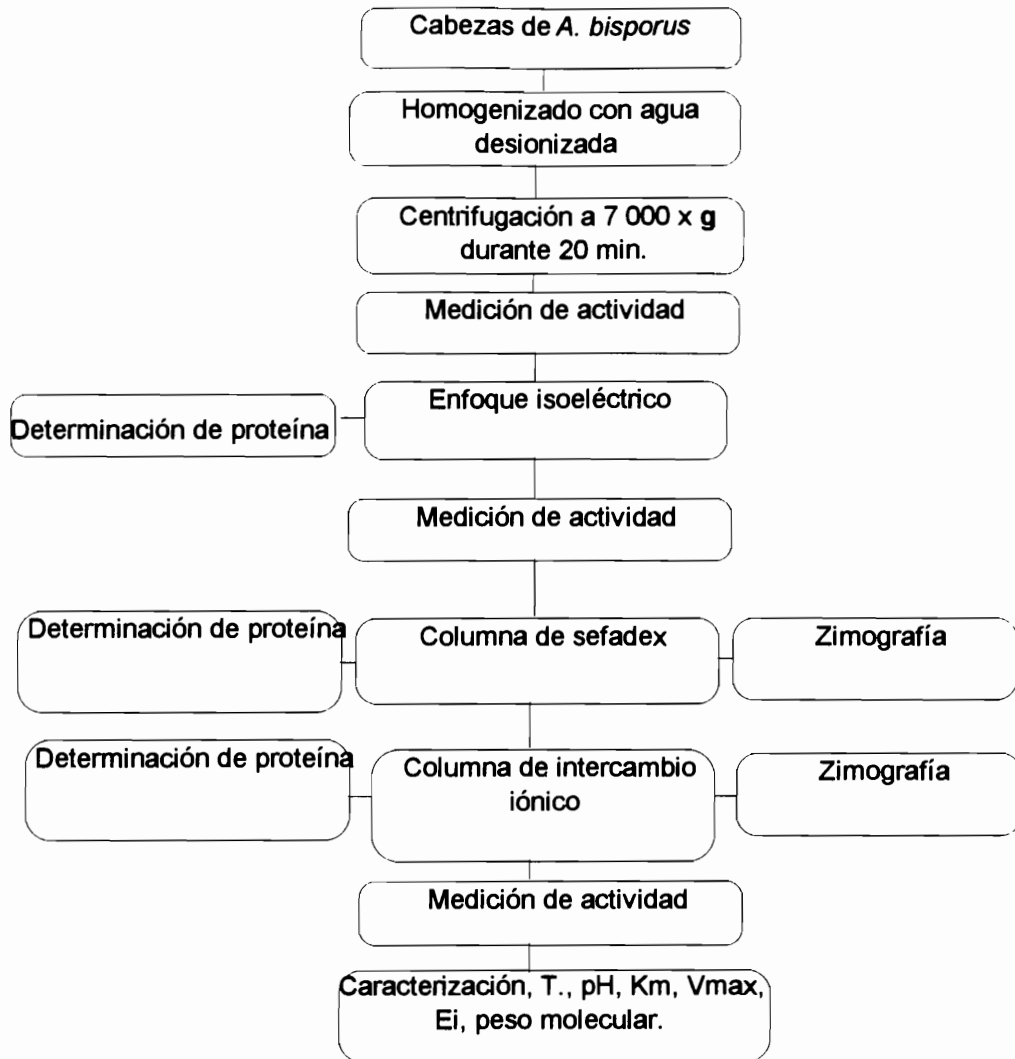 Cabezas de A. bisporus
Homogenizado con agua
desionizada
Centrifugación a 7 000 x g
durante 20 min.
Medición de actividad
Enfoque isoeléctrico
Determinación de proteína
Medición de actividad
Determinación de proteína
Columna de sefadex
Zimografía
Determinación de proteína
Columna de intercambio
iónico
Zimografía
Medición de actividad
Caracterización, T., pH, Km, Vmax,
Ei, peso molecular.